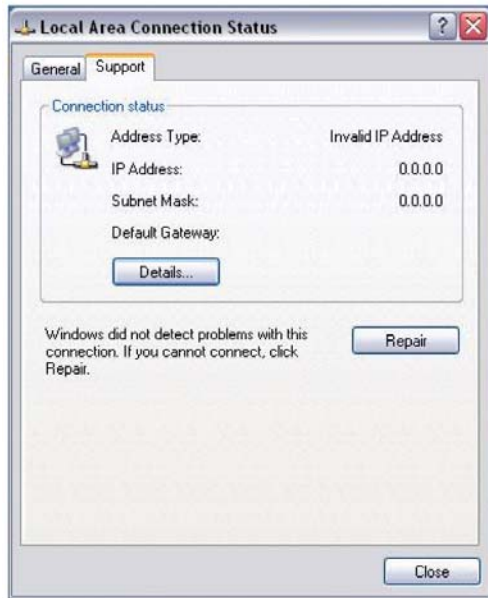 Local Area Connection Status
General Support
Connection status
Address Type: Invalid IP Address
IP Address: 0.0.0.0
Subnet Mask: 0.0.0.0
Default Gateway:
Details...
Windows did not detect problems with this
connection. If you cannot connect, click
Repair.
Repair
Close